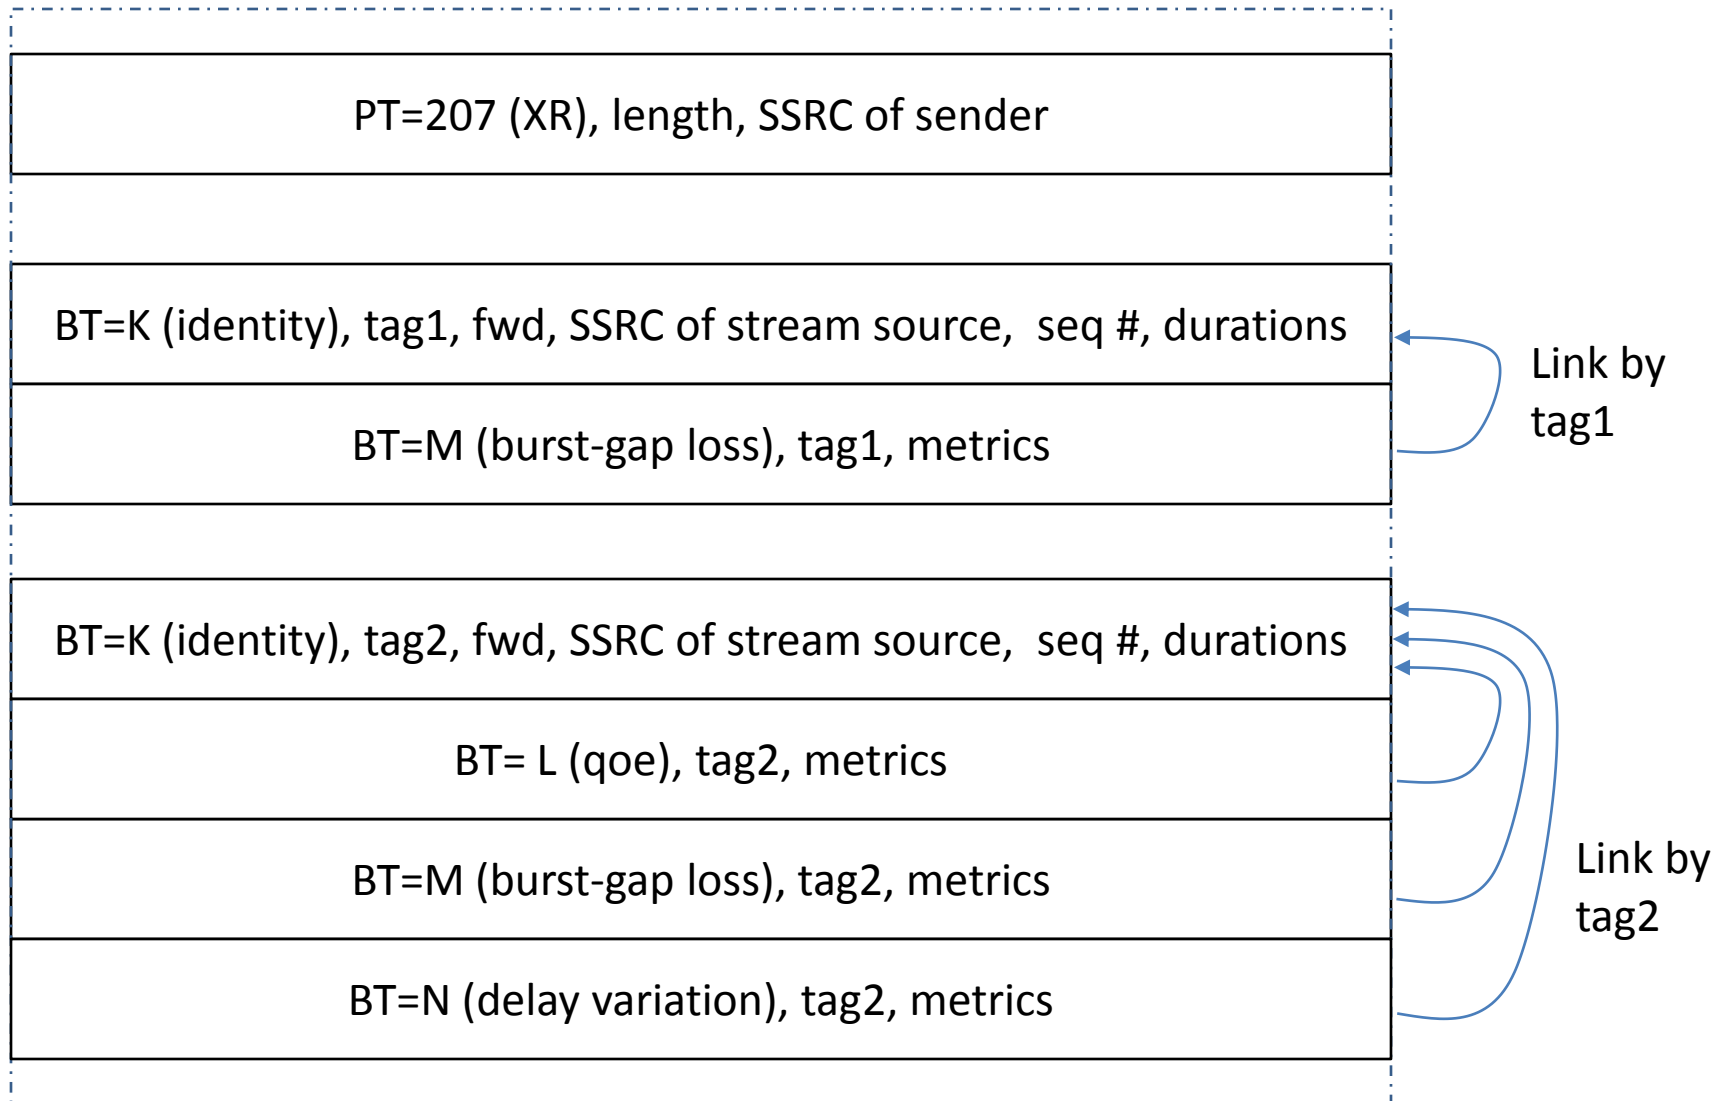 PT=207 (XR), length, SSRC of sender
BT=K (identity), tag1, fwd, SSRC of stream source,  seq #, durations
BT=M (burst-gap loss), tag1, metrics
Link by
tag1
BT=K (identity), tag2, fwd, SSRC of stream source,  seq #, durations
BT= L (qoe), tag2, metrics
BT=M (burst-gap loss), tag2, metrics
BT=N (delay variation), tag2, metrics
Link by
tag2